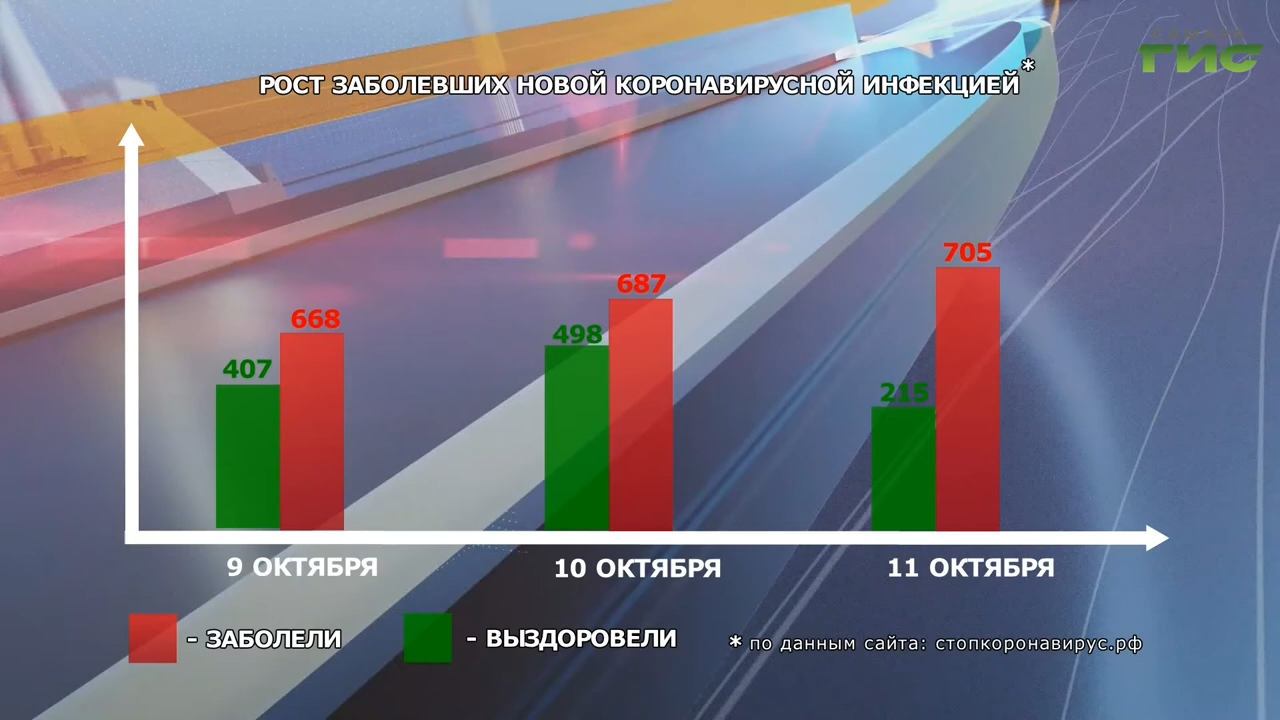 САМАРА
ГИС
РОСТ ЗАБОЛЕВШИХ НОВОЙ КОРОНАВИРУСНОЙ ИНФЕКЦИЕЙ*
407
668
498
687
215
705
9 ОКТЯБРЯ
10 ОКТЯБРЯ
11 ОКТЯБРЯ
- ЗАБОЛЕЛИ
- ВЫЗДОРОВЕЛИ
* по данным сайта: стопкоронавирус.рф